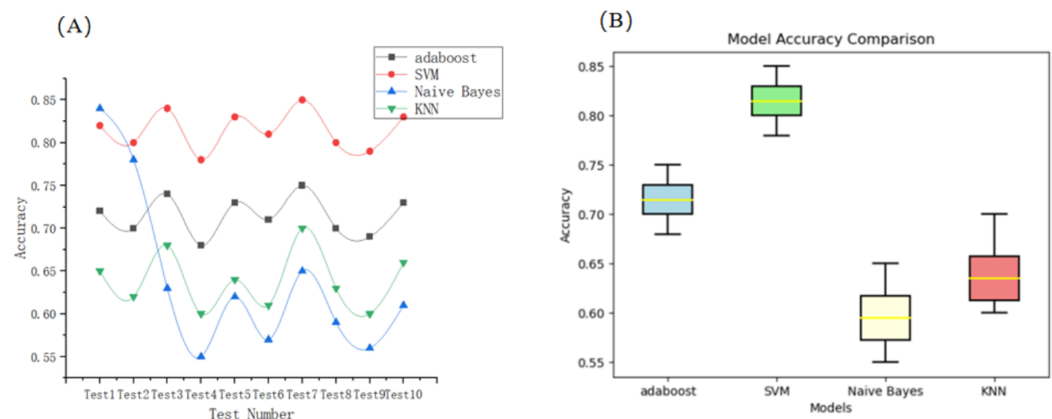 (A)
adaboost
SVM
Naive Bayes
KNN
0.85
0.80
0.75
0.70
0.65
0.60
0.55
Accuracy
Test1 Test2 Test3 Test4 Test5 Test6 Test7 Test8 Test9 Test10
Test Number
(B)
Model Accuracy Comparison
0.85
0.80
0.75
0.70
0.65
0.60
0.55
Accuracy
adaboost SVM Naive Bayes KNN
Models